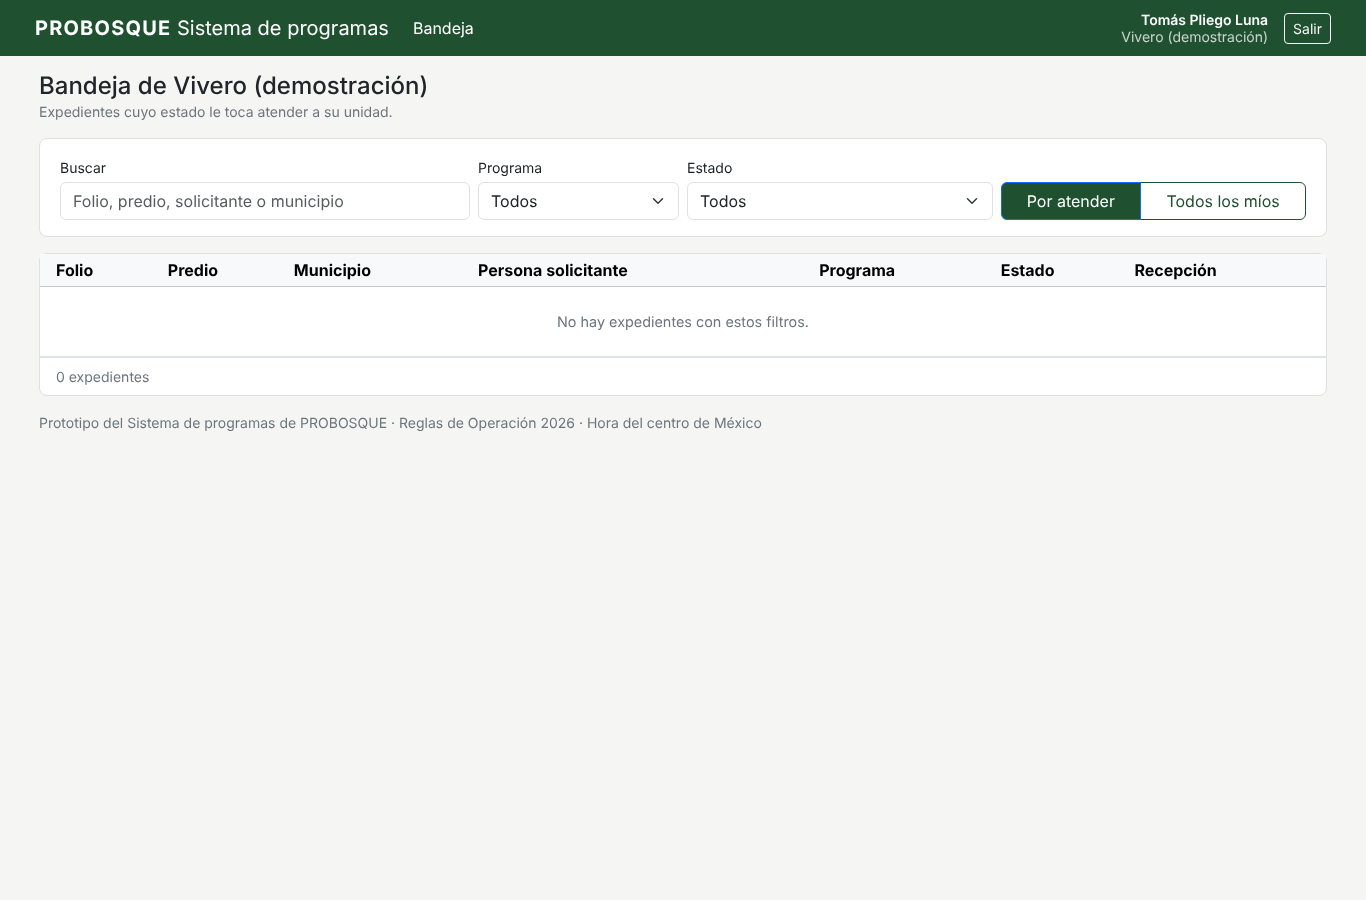 PROBOSQUE Sistema de programas Bandeja
Tomás Pliego Luna
Vivero (demostración)
Salir
Bandeja de Vivero (demostración)
Expedientes cuyo estado le toca atender a su unidad.
Buscar Programa Estado
Folio, predio, solicitante o municipio Todos Todos Por atender Todos los míos
Folio Predio Municipio Persona solicitante Programa Estado Recepción
No hay expedientes con estos filtros.
0 expedientes
Prototipo del Sistema de programas de PROBOSQUE · Reglas de Operación 2026 · Hora del centro de México